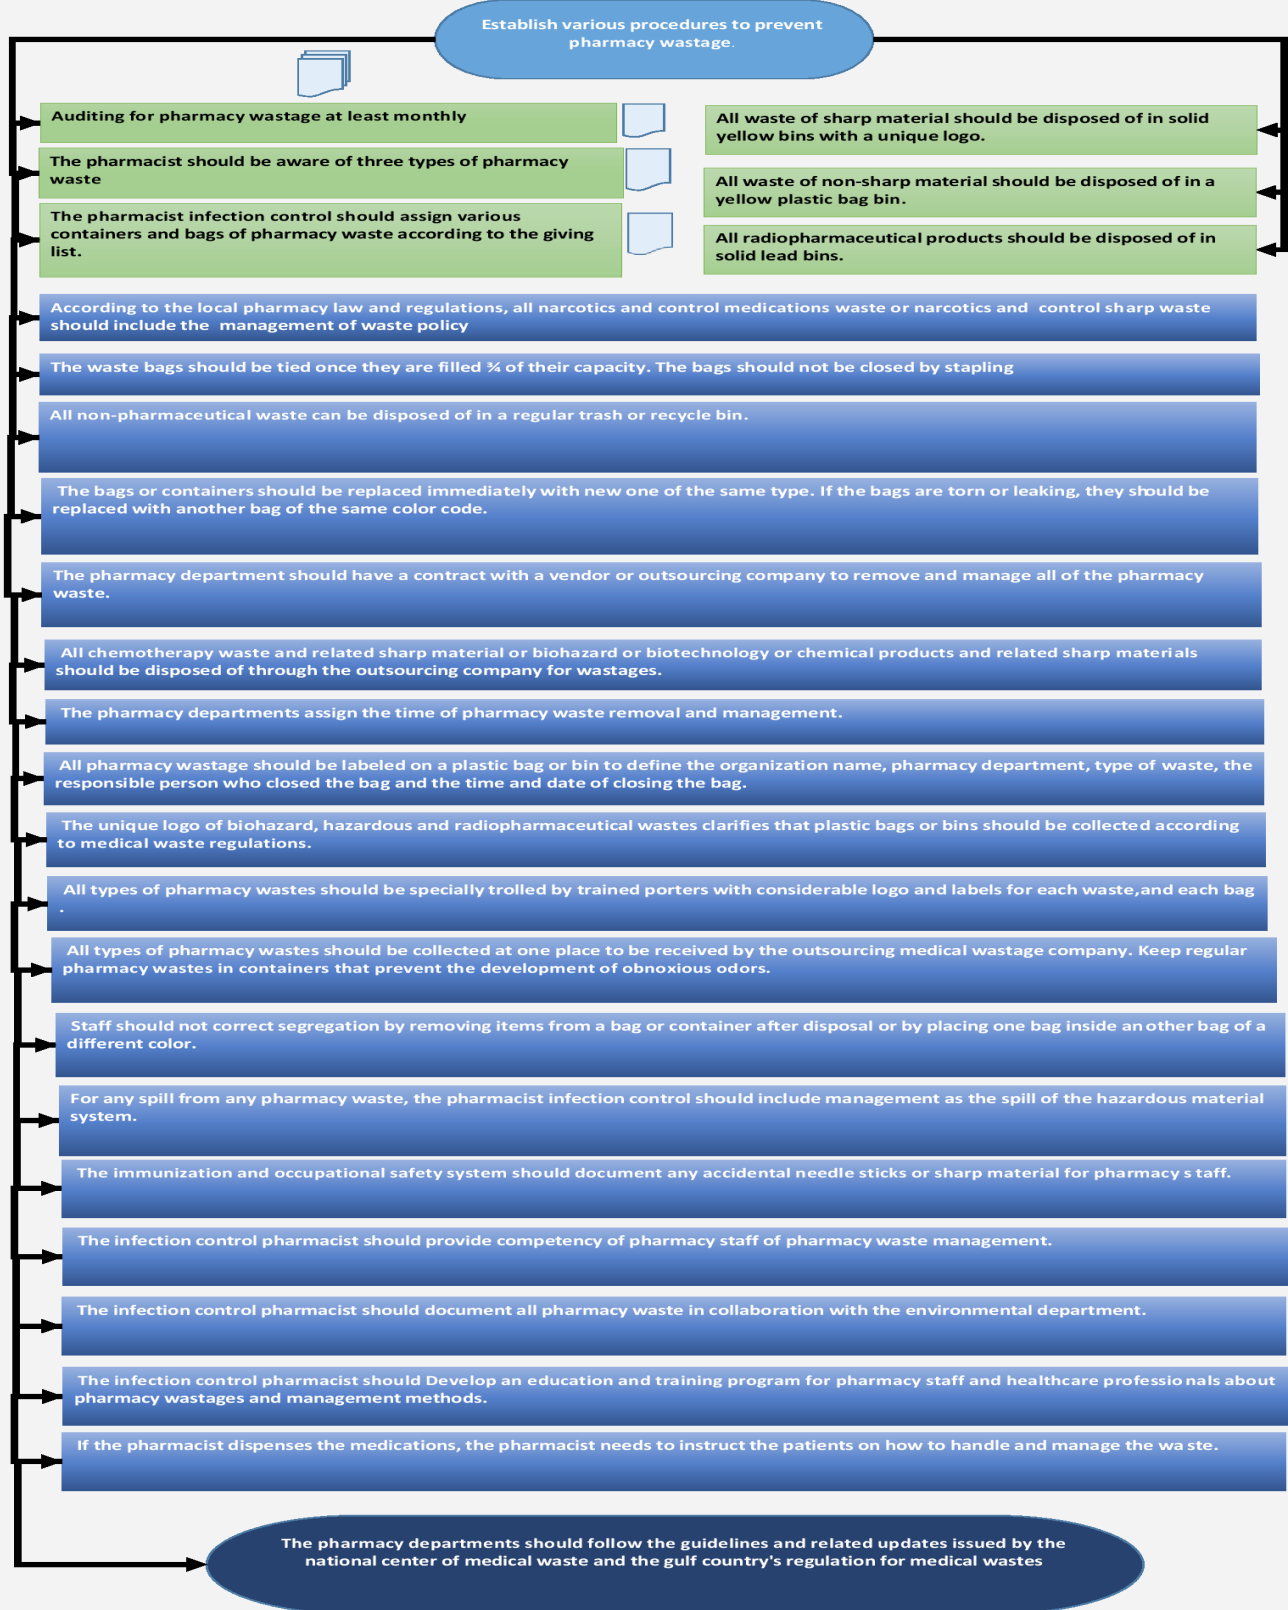 Establish various procedures to prevent
pharmacy wastage.
Auditing for pharmacy wastage at least monthly
The pharmacist should be aware of three types of pharmacy
waste
The pharmacist infection control should assign various
containers and bags of pharmacy waste according to the giving
list.
All waste of sharp material should be disposed of in solid
yellow bins with a unique logo.
All waste of non-sharp material should be disposed of in a
yellow plastic bag bin.
All radiopharmaceutical products should be disposed of in
solid lead bins.
According to the local pharmacy law and regulations, all narcotics and control medications waste or narcotics and control sharp waste
should include the management of waste policy
The waste bags should be tied once they are filled ¾ of their capacity. The bags should not be closed by stapling
All non-pharmaceutical waste can be disposed of in a regular trash or recycle bin.
The bags or containers should be replaced immediately with new one of the same type. If the bags are torn or leaking, they should be
replaced with another bag of the same color code.
The pharmacy department should have a contract with a vendor or outsourcing company to remove and manage all of the pharmacy
waste.
All chemotherapy waste and related sharp material or biohazard or biotechnology or chemical products and related sharp materials
should be disposed of through the outsourcing company for wastages.
The pharmacy departments assign the time of pharmacy waste removal and management.
All pharmacy wastage should be labeled on a plastic bag or bin to define the organization name, pharmacy department, type of waste, the
responsible person who closed the bag and the time and date of closing the bag.
The unique logo of biohazard, hazardous and radiopharmaceutical wastes clarifies that plastic bags or bins should be collected according
to medical waste regulations.
All types of pharmacy wastes should be specially trolled by trained porters with considerable logo and labels for each waste,and each bag
.
All types of pharmacy wastes should be collected at one place to be received by the outsourcing medical wastage company. Keep regular
pharmacy wastes in containers that prevent the development of obnoxious odors.
Staff should not correct segregation by removing items from a bag or container after disposal or by placing one bag inside another bag of a
different color.
For any spill from any pharmacy waste, the pharmacist infection control should include management as the spill of the hazardous material
system.
The immunization and occupational safety system should document any accidental needle sticks or sharp material for pharmacy staff.
The infection control pharmacist should provide competency of pharmacy staff of pharmacy waste management.
The infection control pharmacist should document all pharmacy waste in collaboration with the environmental department.
The infection control pharmacist should Develop an education and training program for pharmacy staff and healthcare professionals about
pharmacy wastages and management methods.
If the pharmacist dispenses the medications, the pharmacist needs to instruct the patients on how to handle and manage the waste.
The pharmacy departments should follow the guidelines and related updates issued by the
national center of medical waste and the gulf country's regulation for medical wastes